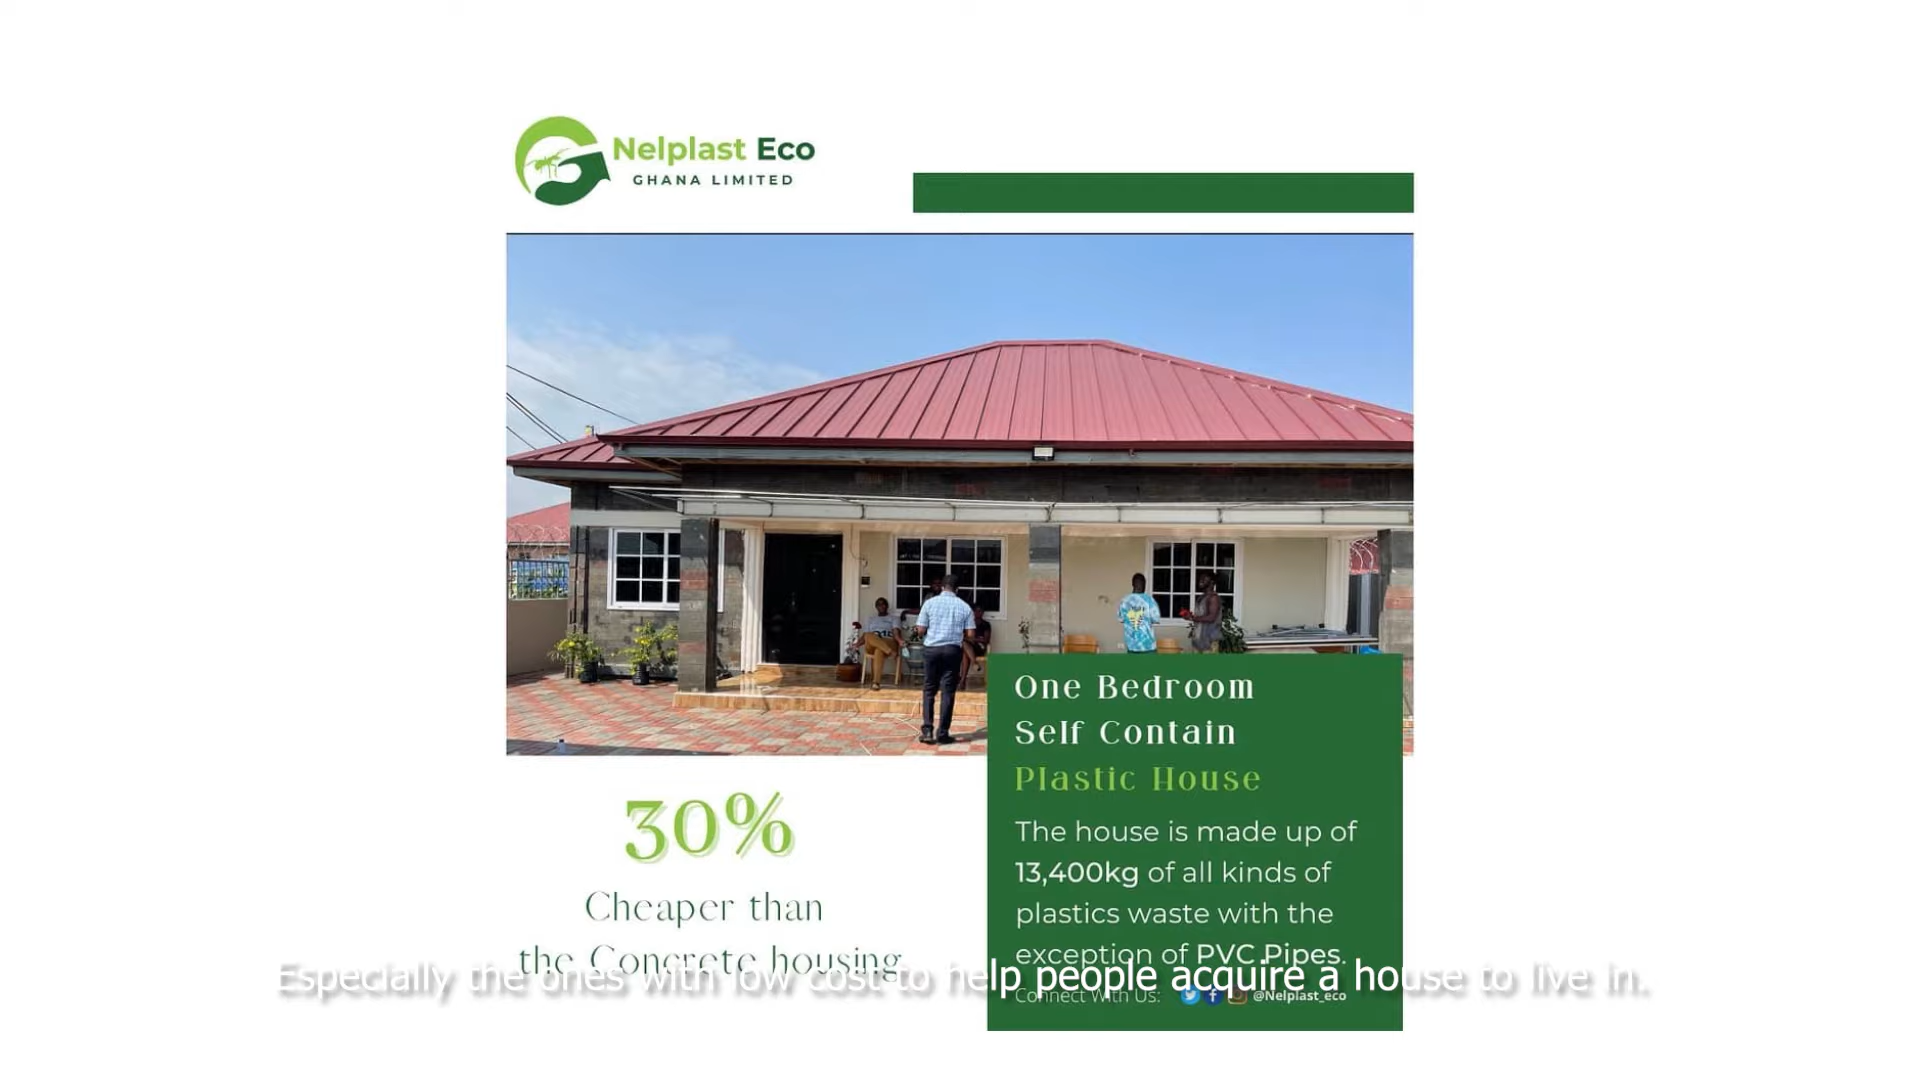 Nelplast Eco
GHANA LIMITED
One Bedroom
Self Contain
Plastic House
The house is made up of
13,400kg of all kinds of
plastics waste with the
exception of PVC Pipes.
Connect With Us: @Nelplast_eco
30%
Cheaper than
the Concrete housing
Especially the ones with low cost to help people acquire a house to live in.